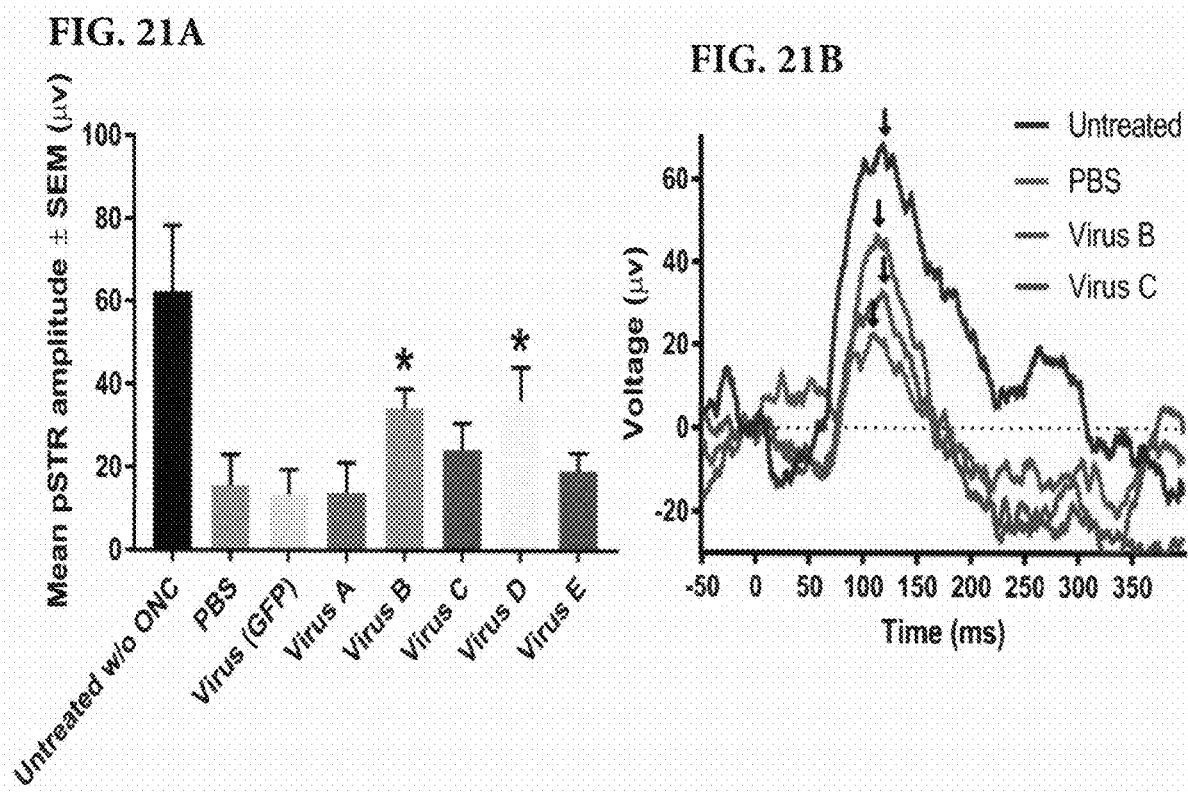 FIG. 21A
Mean pSTR amplitude ± SEM (μv)
100
80
60
40
20
0
*
*
Untreated w/o ONC
PBS
Virus (GFP)
Virus A
Virus B
Virus C
Virus D
Virus E
FIG. 21B
Untreated
PBS
Virus B
Virus C
Voltage (μv)
60
40
20
0
-20
-50
0
50
100
150
200
250
300
350
Time (ms)